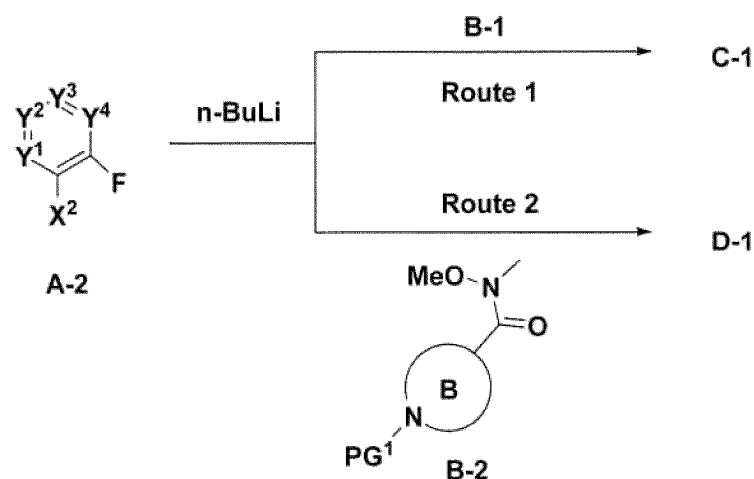 B-1
C-1
Route 1
n-BuLi
Y³
Y² Y⁴
Y¹
F
X²
A-2
Route 2
D-1
MeO N
O
B
N
PG¹
B-2